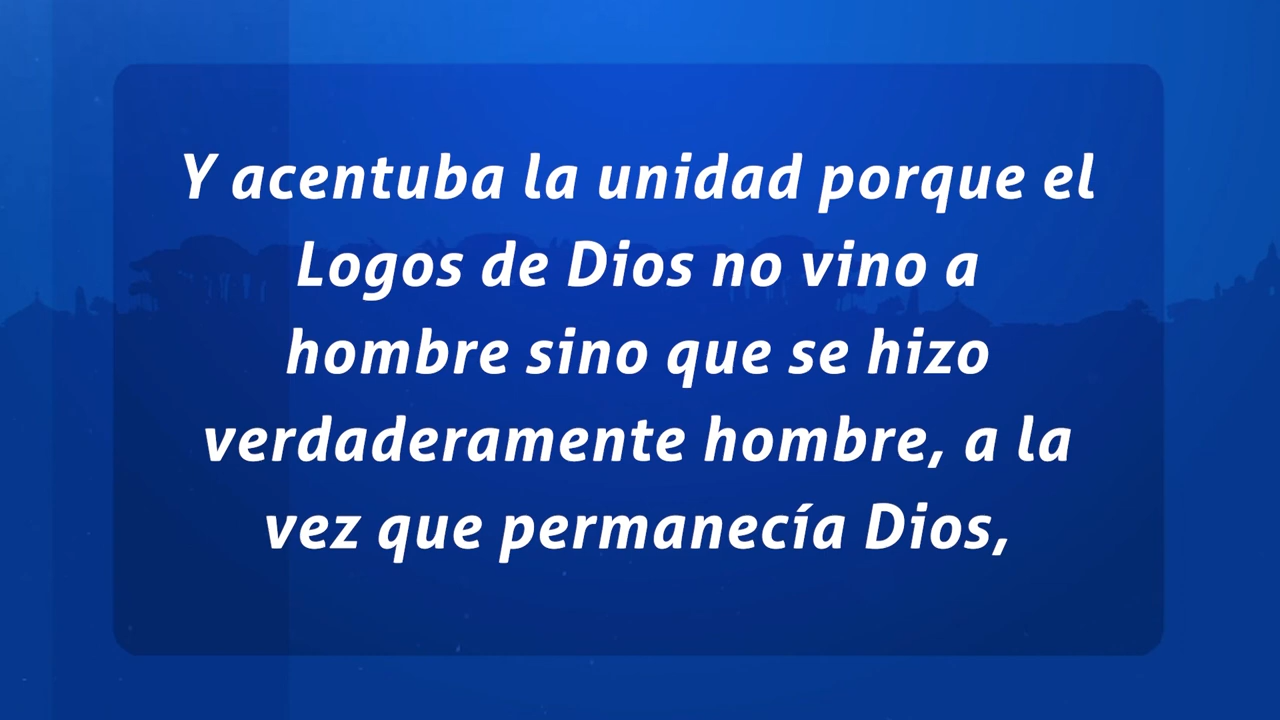 Y acentuba la unidad porque el
Logos de Dios no vino a
hombre sino que se hizo
verdaderamente hombre, a la
vez que permanecía Dios,